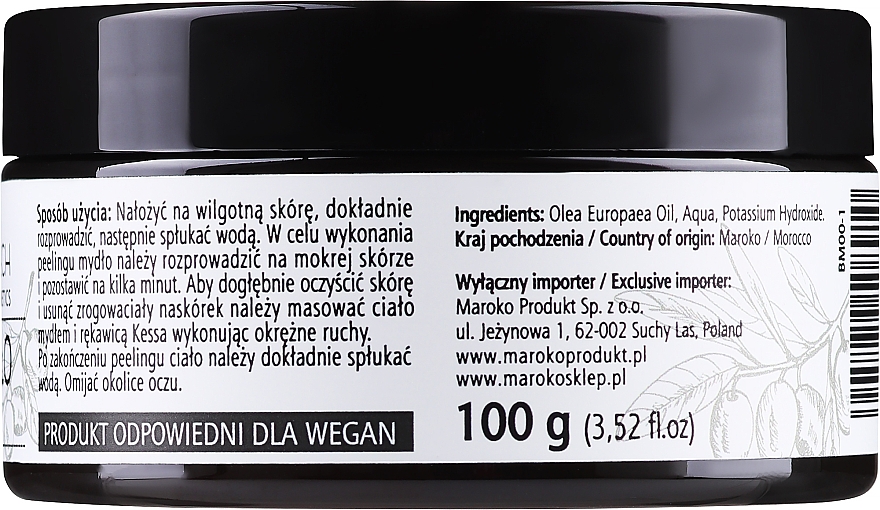 Sposób użycia: Nałożyć na wilgotną skórę, dokładnie
rozprowadzić, następnie spłukać wodą. W celu wykonania
peelingu mydło należy rozprowadzić na mokrej skórze
i pozostawić na kilka minut. Aby dogłębnie oczyścić skórę
i usunąć zrogowaciały naskórek należy masować ciało
mydłem i rękawicą Kessa wykonując okrężne ruchy.
Po zakończeniu peelingu ciało należy dokładnie spłukać
wodą. Omijać okolice oczu.
PRODUKT ODPOWIEDNI DLA WEGAN
Ingredients: Olea Europaea Oil, Aqua, Potassium Hydroxide.
Kraj pochodzenia / Country of origin: Maroko / Morocco
Wyłączny importer / Exclusive importer:
Maroko Produkt Sp. z o.o.
ul. Jeżynowa 1, 62-002 Suchy Las, Poland
www.marokoprodukt.pl
www.marokosklep.pl
100 g (3,52 fl.oz)
BM00-1